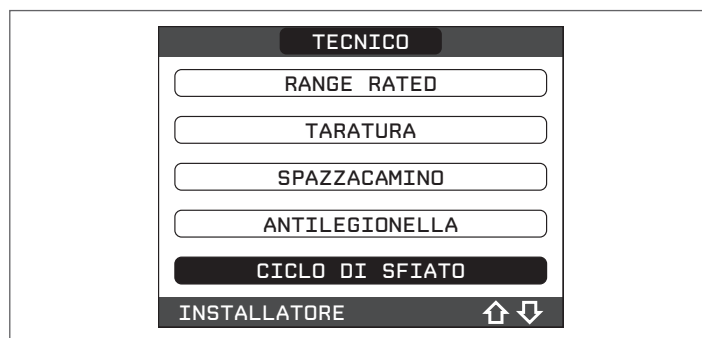 TECNICO
RANGE RATED
TARATURA
SPAZZACAMINO
ANTILEGIONELLA
CICLO DI SFIATO
INSTALLATORE